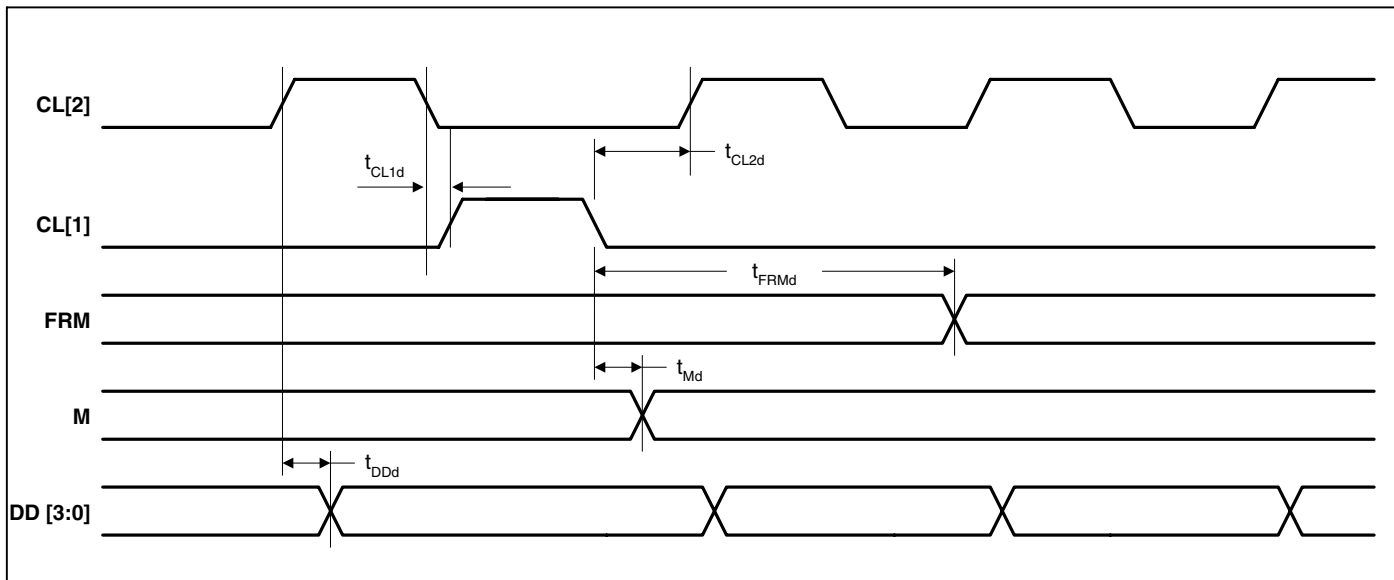 CL[2]
tCL2d
tCL1d
CL[1]
tFRMd
FRM
tMd
M
tDDd
DD [3:0]